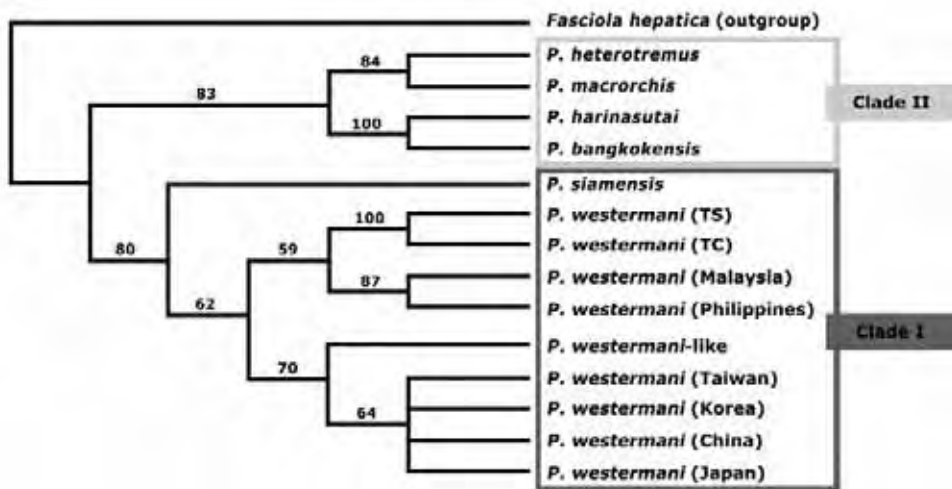 Fasciola hepatica (outgroup)
84
P. heterotremus
P. macrorchis
83
Clade II
100
P. harinasutai
P. bangkokensis
P. siamensis
100
P. westermani (TS)
80
59
P. westermani (TC)
87
P. westermani (Malaysia)
62
P. westermani (Philippines)
Clade I
P. westermani-like
70
P. westermani (Taiwan)
64
P. westermani (Korea)
P. westermani (China)
P. westermani (Japan)